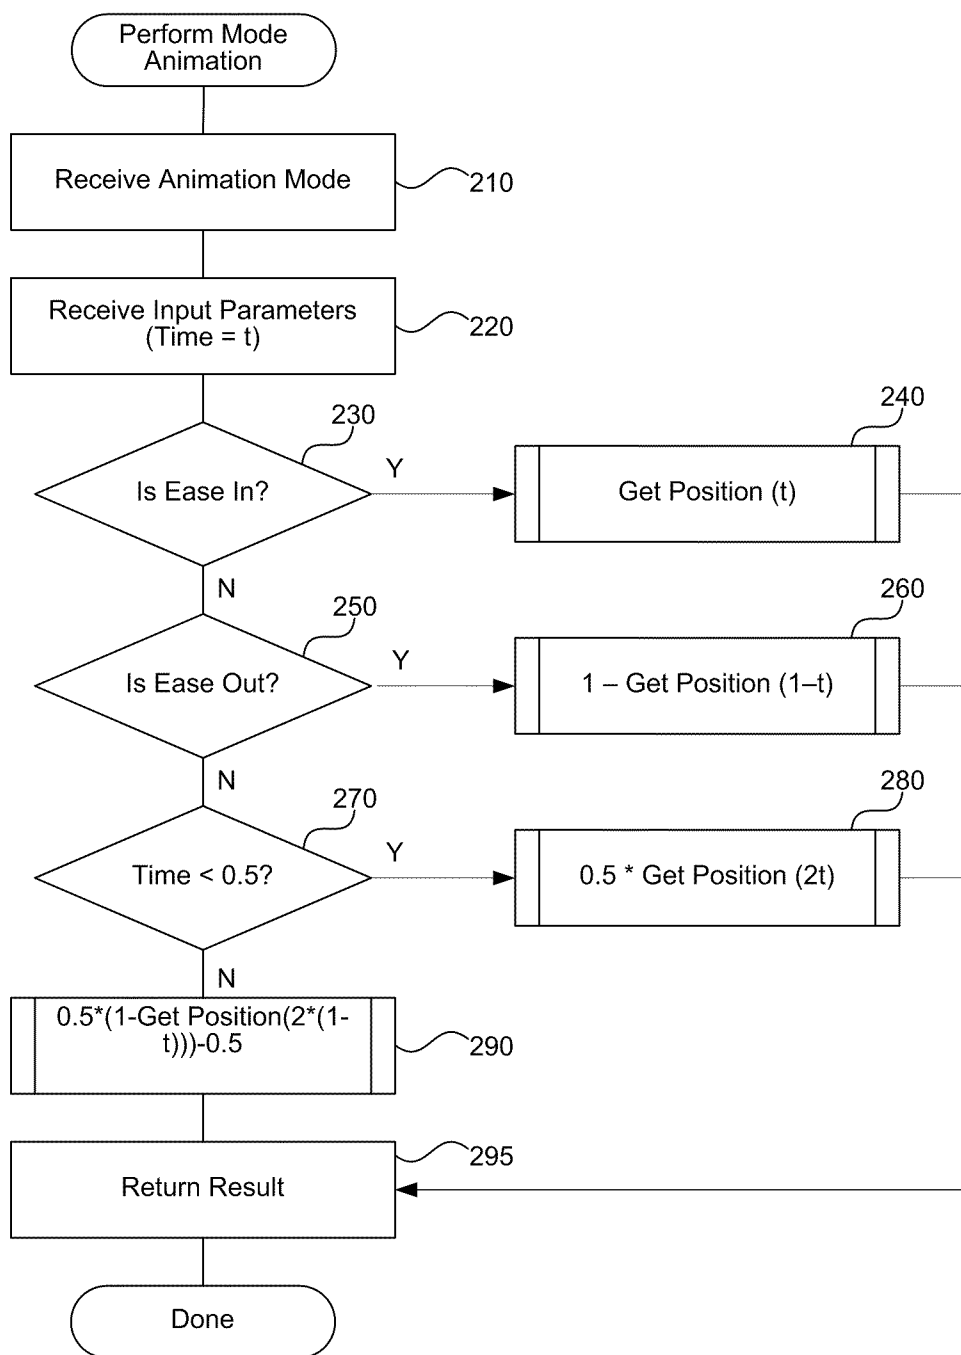 Perform Mode
Animation
Receive Animation Mode
210
Receive Input Parameters
(Time = t)
220
230
Is Ease In?
Y
240
Get Position (t)
N
250
Is Ease Out?
Y
260
1 – Get Position (1–t)
N
270
Time < 0.5?
Y
280
0.5 * Get Position (2t)
N
0.5*(1-Get Position(2*(1-
t)))-0.5
290
Return Result
295
Done